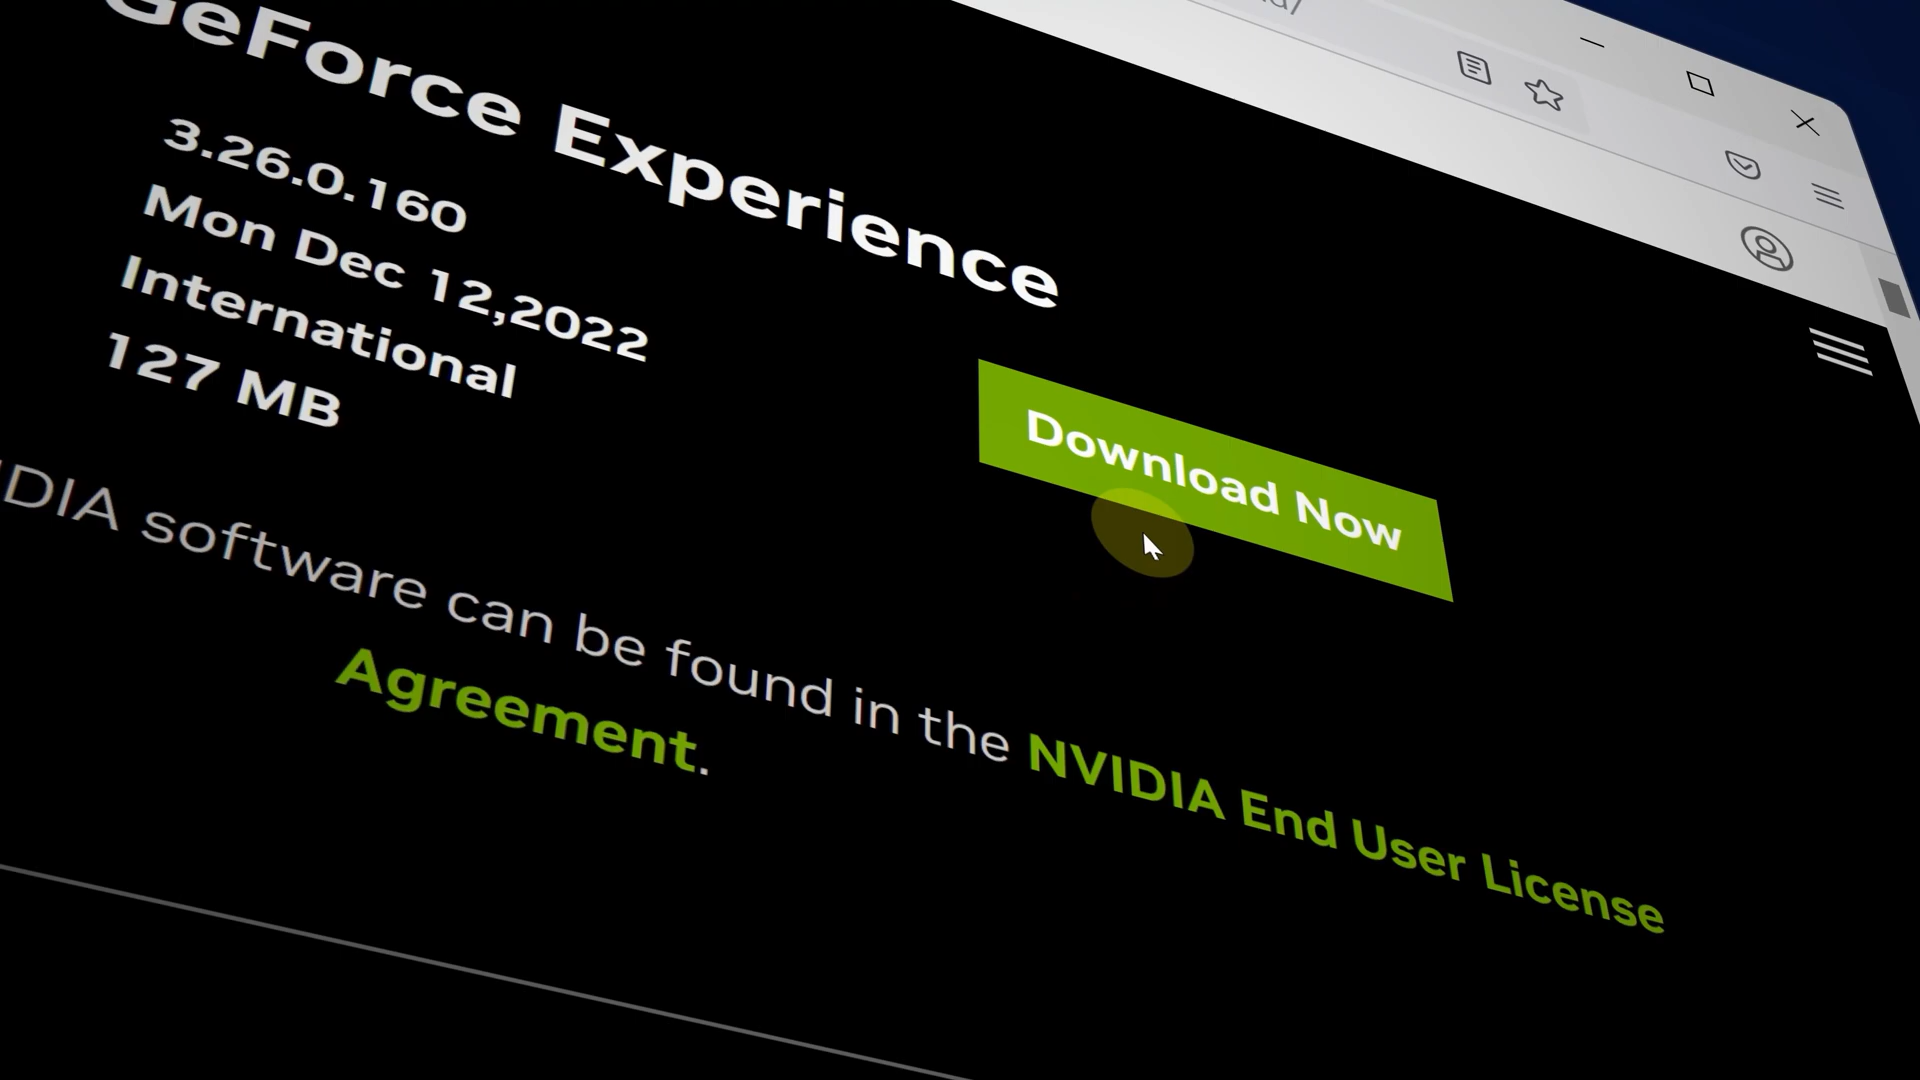 GeForce Experience
3.26.0.160
Mon Dec 12,2022
International
127 MB
Download Now
software can be found in the NVIDIA End User License
Agreement.